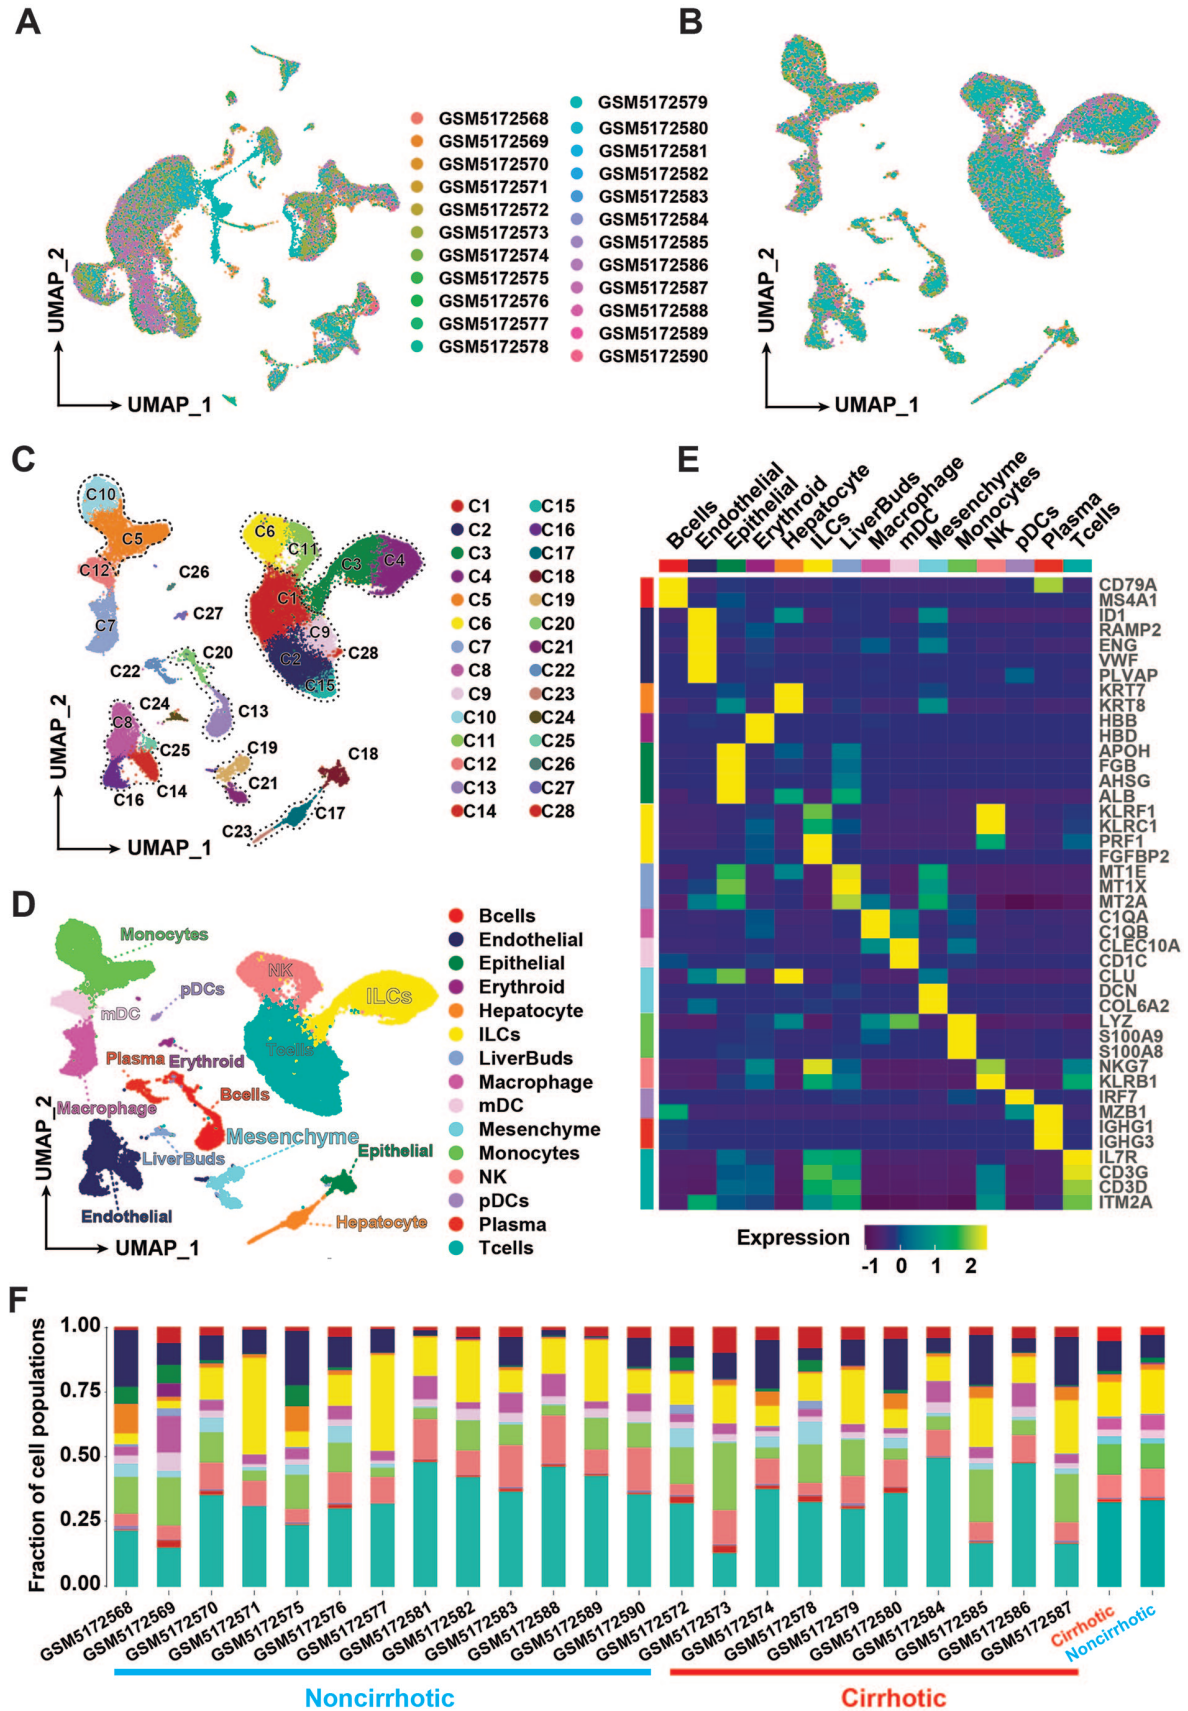 A
GSM5172568
GSM5172569
GSM5172570
GSM5172571
GSM5172572
GSM5172573
GSM5172574
GSM5172575
GSM5172576
GSM5172577
GSM5172578
GSM5172579
GSM5172580
GSM5172581
GSM5172582
GSM5172583
GSM5172584
GSM5172585
GSM5172586
GSM5172587
GSM5172588
GSM5172589
GSM5172590
UMAP_2
UMAP_1
B
UMAP_2
UMAP_1
C
C10
C5
C12
C7
C26
C27
C22
C20
C24
C13
C8
C25
C16
C14
C19
C21
C18
C17
C23
C6
C11
C3
C4
C1
C9
C2
C28
C15
UMAP_2
UMAP_1
C1
C2
C3
C4
C5
C6
C7
C8
C9
C10
C11
C12
C13
C14
C15
C16
C17
C18
C19
C20
C21
C22
C23
C24
C25
C26
C27
C28
D
Monocytes
pDCs
mDC
Plasma
Erythroid
Macrophage
Bcells
Mesenchyme
LiverBuds
Endothelial
Epithelial
Hepatocyte
NK
ILCs
Tcells
UMAP_2
UMAP_1
Bcells
Endothelial
Epithelial
Erythroid
Hepatocyte
ILCs
LiverBuds
Macrophage
mDC
Mesenchyme
Monocytes
NK
pDCs
Plasma
Tcells
E
Bcells
Endothelial
Epithelial
Erythroid
Hepatocyte
ILCs
LiverBuds
Macrophage
mDC
Mesenchyme
Monocytes
NK
pDCs
Plasma
Tcells
CD79A
MS4A1
ID1
RAMP2
ENG
VWF
PLVAP
KRT7
KRT8
HBB
HBD
APOH
FGB
AHSG
ALB
KLRF1
KLRC1
PRF1
FGFBP2
MT1E
MT1X
MT2A
C1QA
C1QB
CLEC10A
CD1C
CLU
DCN
COL6A2
LYZ
S100A9
S100A8
NKG7
KLRB1
IRF7
MZB1
IGHG1
IGHG3
IL7R
CD3G
CD3D
ITM2A
Expression
-1 0 1 2
F
Fraction of cell populations
1.00
0.75
0.50
0.25
0.00
GSM5172568
GSM5172569
GSM5172570
GSM5172571
GSM5172575
GSM5172576
GSM5172577
GSM5172581
GSM5172582
GSM5172583
GSM5172588
GSM5172589
GSM5172590
GSM5172572
GSM5172573
GSM5172574
GSM5172578
GSM5172579
GSM5172580
GSM5172584
GSM5172585
GSM5172586
GSM5172587
Cirrhotic
Noncirrhotic
Noncirrhotic
Cirrhotic